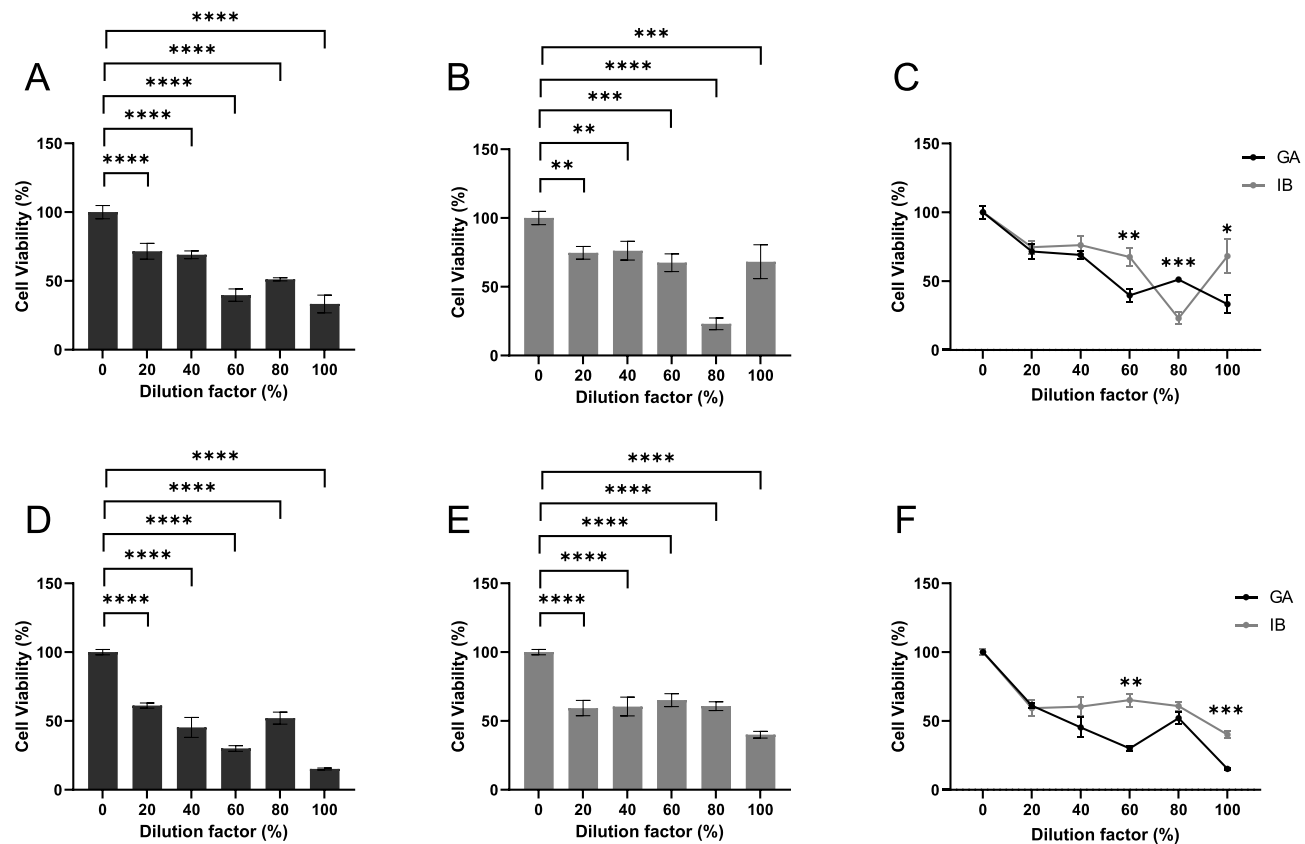 A
****
****
****
****
****
150
100
50
0
Cell Viability (%)
0 20 40 60 80 100
Dilution factor (%)
B
***
****
***
**
**
150
100
50
0
Cell Viability (%)
0 20 40 60 80 100
Dilution factor (%)
C
GA
IB
** *** *
150
100
50
0
Cell Viability (%)
0 20 40 60 80 100
Dilution factor (%)
D
****
****
****
****
****
150
100
50
0
Cell Viability (%)
0 20 40 60 80 100
Dilution factor (%)
E
****
****
****
****
****
150
100
50
0
Cell Viability (%)
0 20 40 60 80 100
Dilution factor (%)
F
GA
IB
** ***
150
100
50
0
Cell Viability (%)
0 20 40 60 80 100
Dilution factor (%)